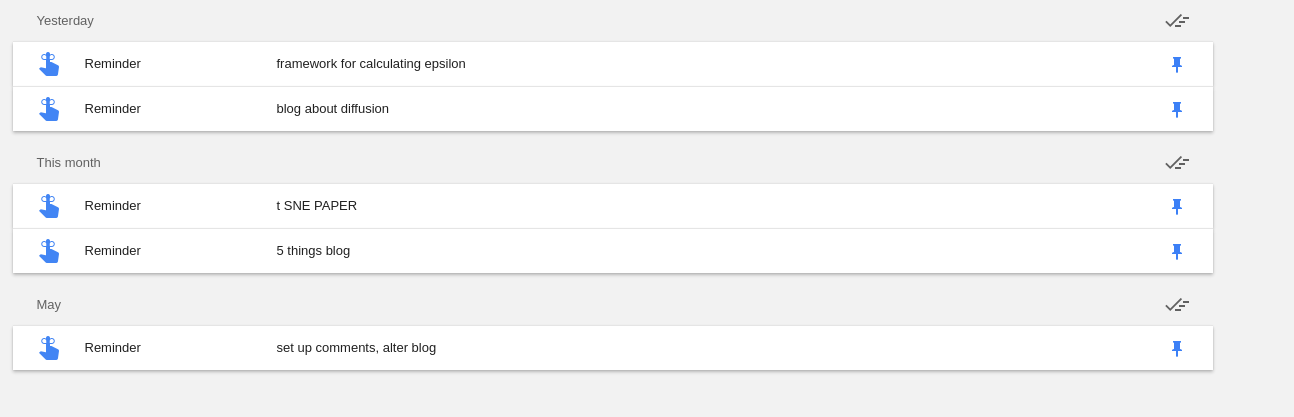 Yesterday
Reminder framework for calculating epsilon
Reminder blog about diffusion
This month
Reminder t SNE PAPER
Reminder 5 things blog
May
Reminder set up comments, alter blog